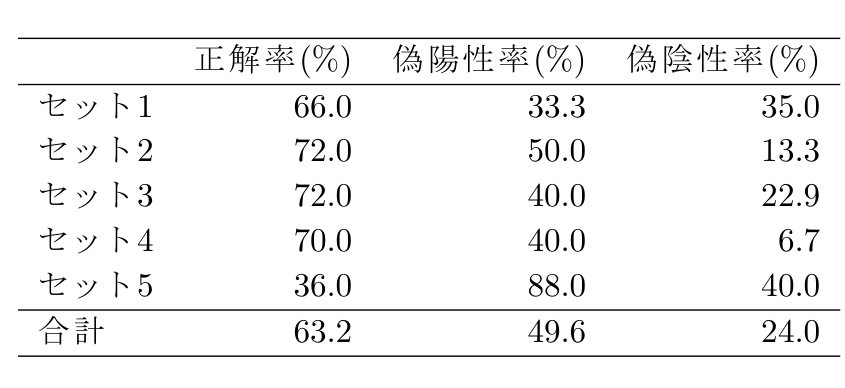 正解率(%) 偽陽性率(%) 偽陰性率(%)
セット1 66.0 33.3 35.0
セット2 72.0 50.0 13.3
セット3 72.0 40.0 22.9
セット4 70.0 40.0 6.7
セット5 36.0 88.0 40.0
合計 63.2 49.6 24.0